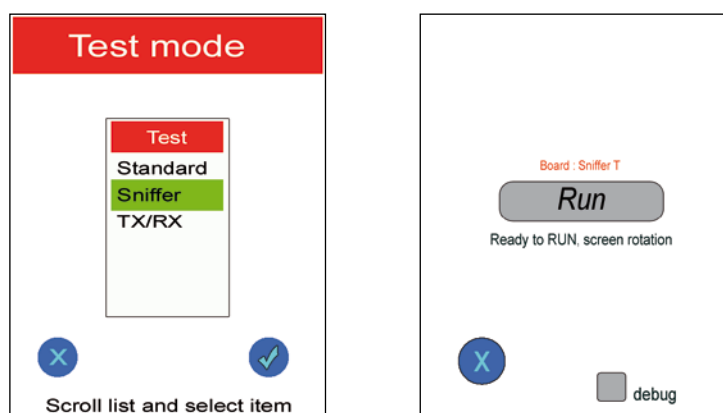 Test mode
Test
Standard
Sniffer
TX/RX
X
Scroll list and select item
Board : Sniffer T
Run
Ready to RUN, screen rotation
X
debug